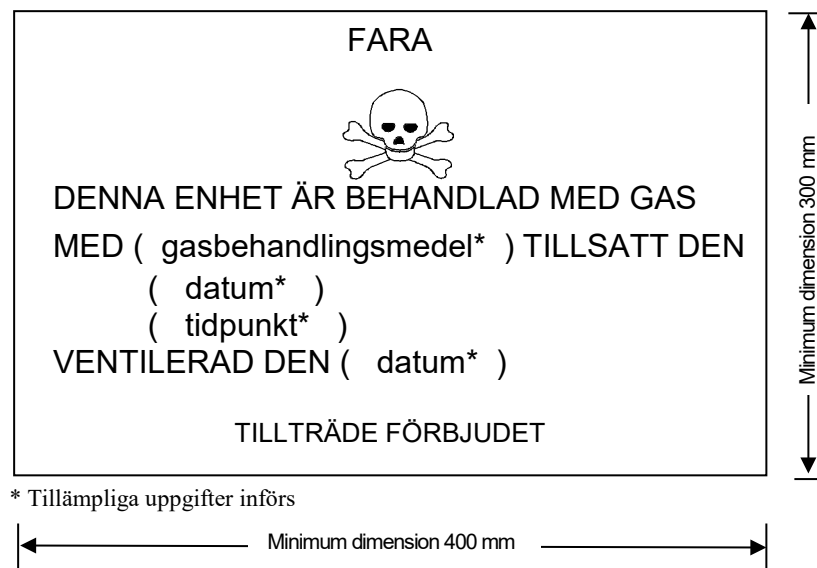 FARA
DENNA ENHET ÄR BEHANDLAD MED GAS
MED ( gasbehandlingsmedel* ) TILLSATT DEN
( datum* )
( tidpunkt* )
VENTILERAD DEN ( datum* )
TILLTRÄDE FÖRBJUDET
* Tillämpliga uppgifter införs
Minimum dimension 400 mm
Minimum dimension 300 mm